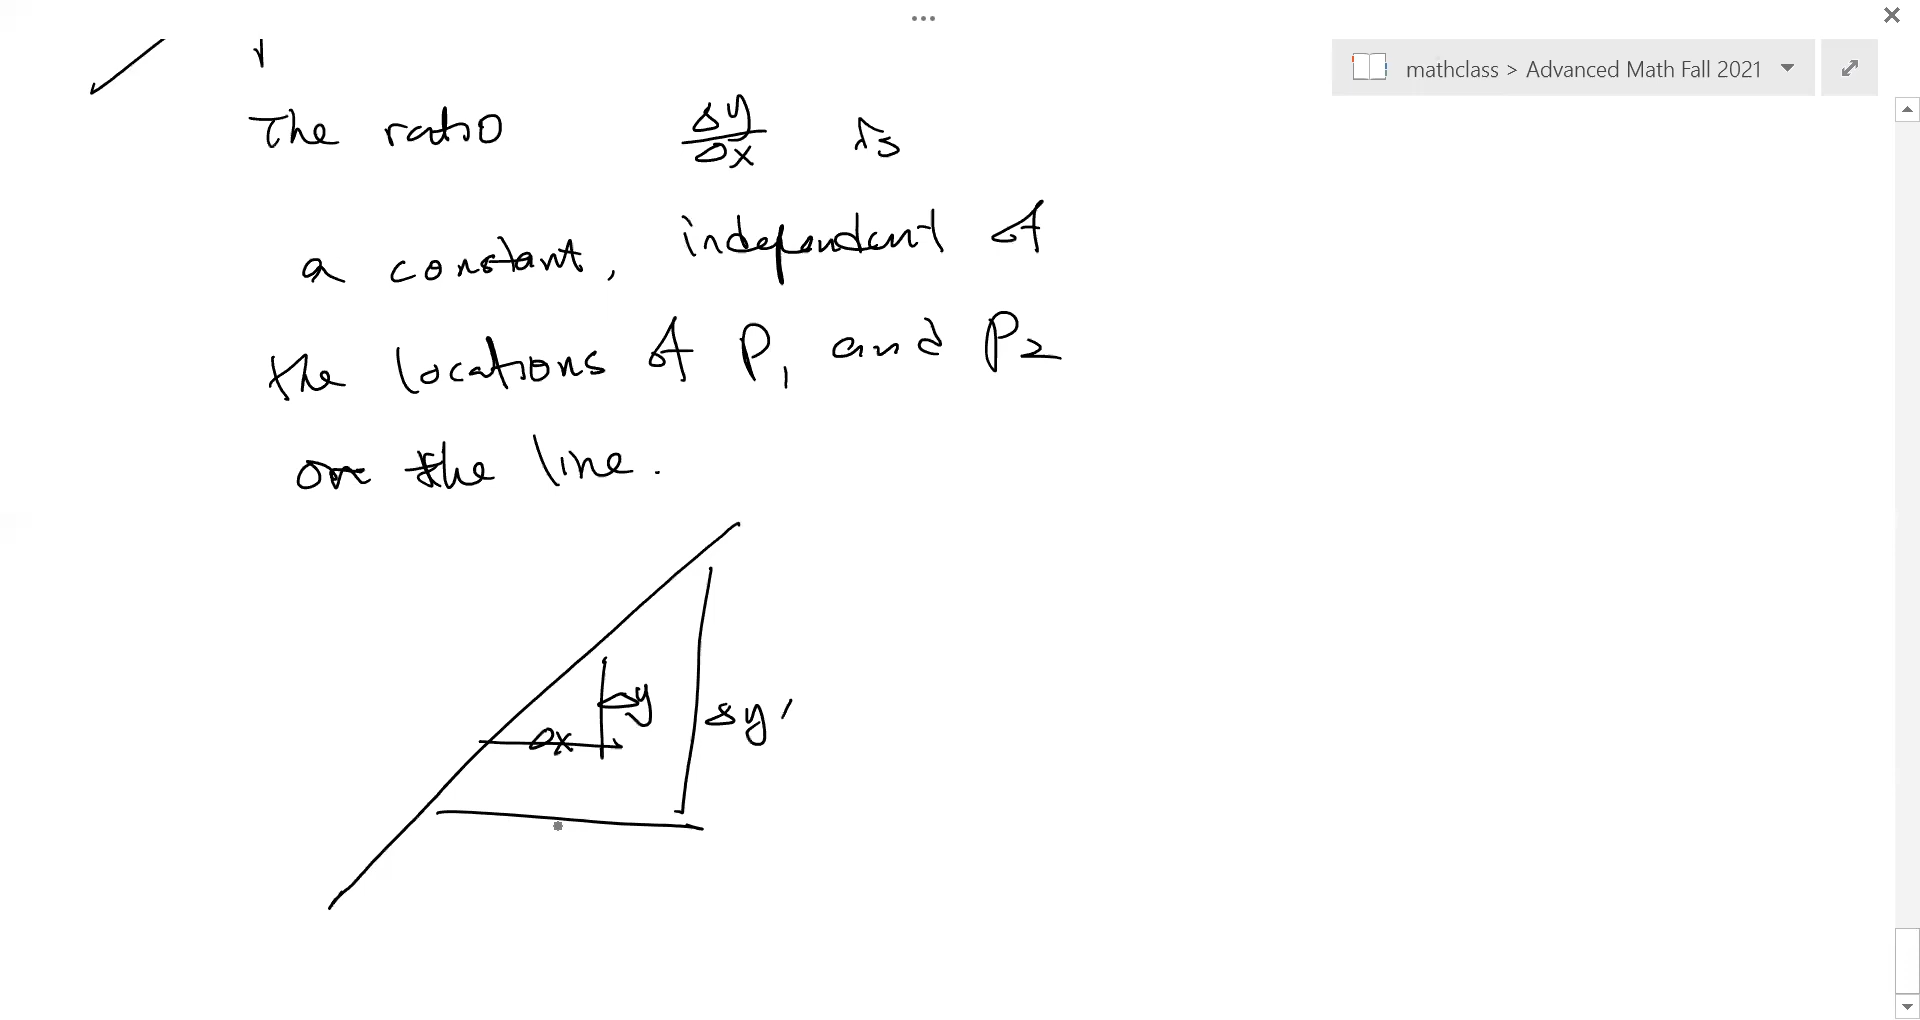 mathclass > Advanced Math Fall 2021
The ratio Δy/Δx is
a constant, independent of
the locations of P₁ and P₂
on the line.
Δy
Δy'
Δx